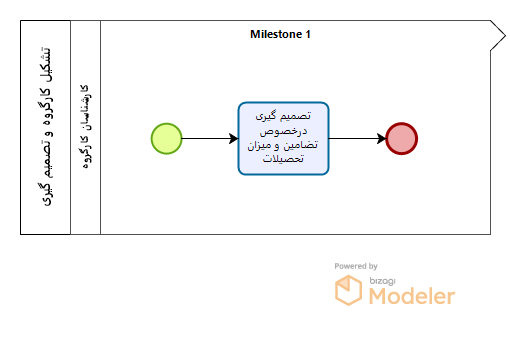 تشکیل کارگروه و تصمیم گیری
کارشناسان کارگروه
Milestone 1
تصمیم گیری
درخصوص
تضامین و میزان
تحصیلات
Powered by
bizagi
Modeler